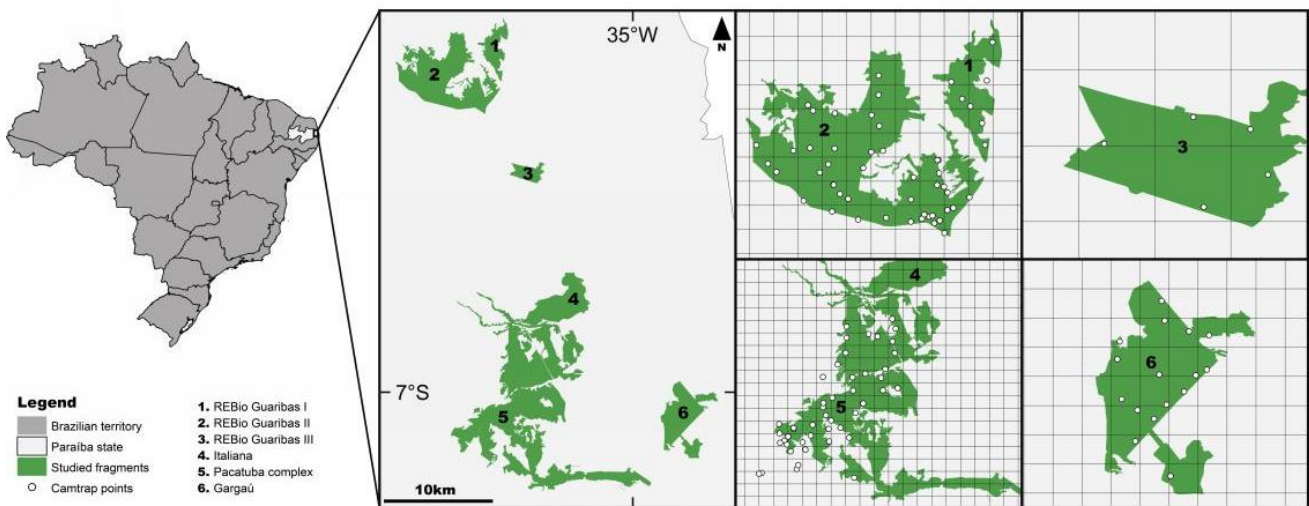 Legend
Brazilian territory
Paraíba state
Studied fragments
Camtrap points
1. REBio Guaribas I
2. REBio Guaribas II
3. REBio Guaribas III
4. Italiana
5. Pacatuba complex
6. Gargaú
35°W
N
1
2
3
4
7°S
5
6
10km
1
2
3
4
5
6